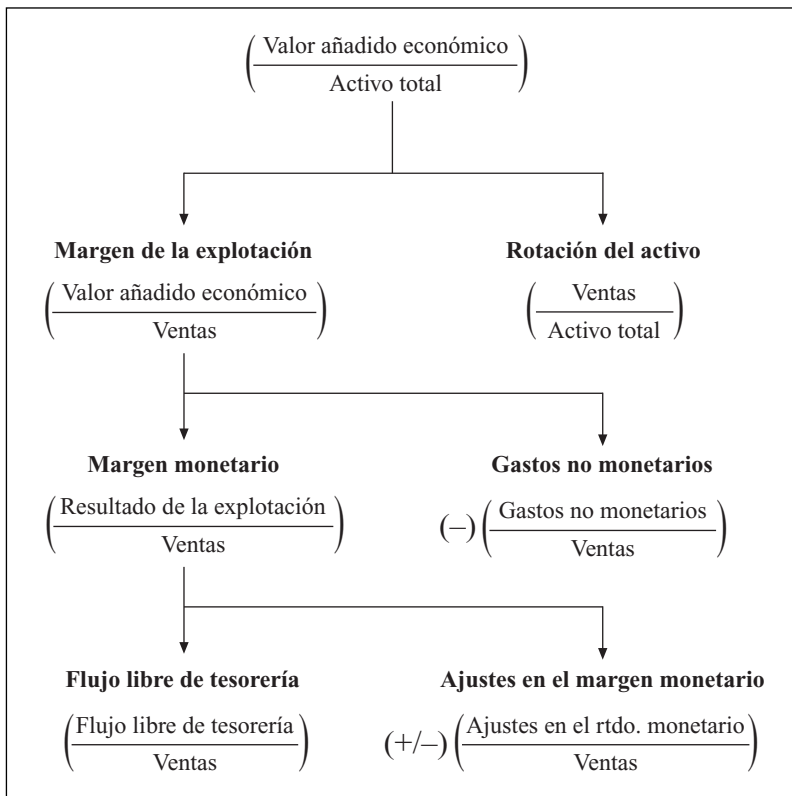 Valor añadido económico
Activo total
Margen de la explotación
Rotación del activo
Valor añadido económico
Ventas
Ventas
Activo total
Margen monetario
Gastos no monetarios
Resultado de la explotación
Ventas
(–)
Gastos no monetarios
Ventas
Flujo libre de tesorería
Ajustes en el margen monetario
Flujo libre de tesorería
Ventas
(+/–)
Ajustes en el rtdo. monetario
Ventas